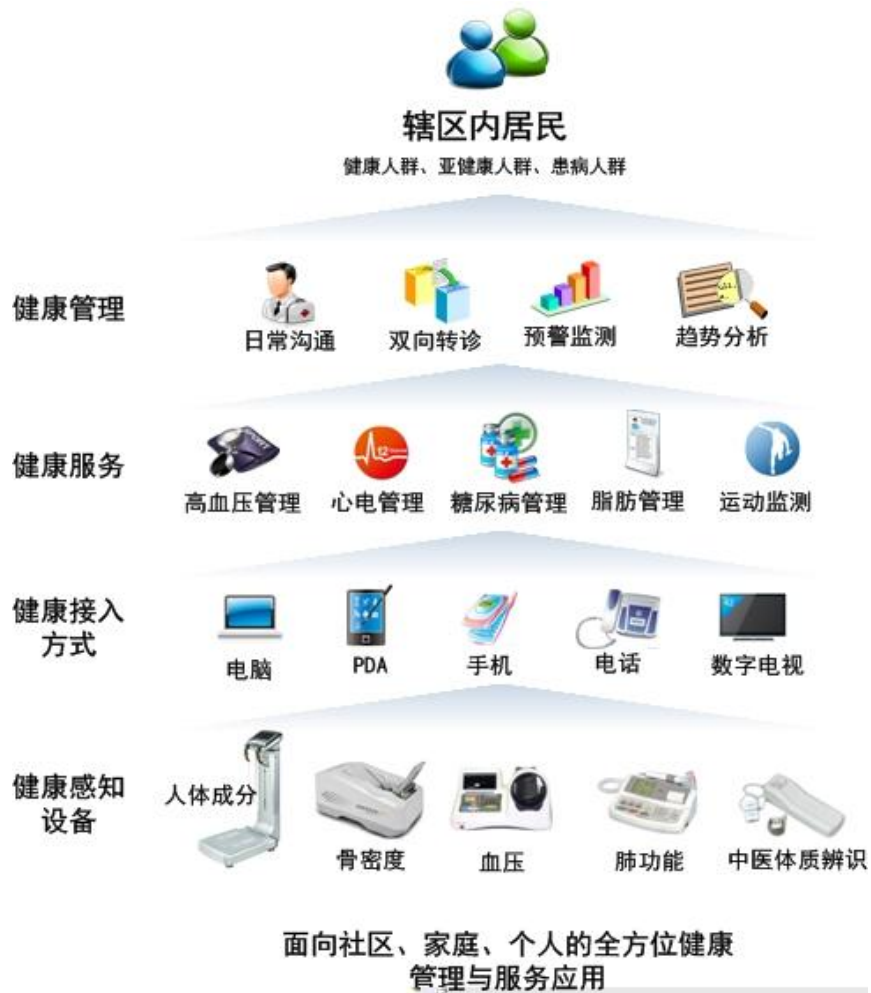 辖区内居民
健康人群、亚健康人群、患病人群
健康管理
日常沟通
双向转诊
预警监测
趋势分析
健康服务
高血压管理
心电管理
糖尿病管理
脂肪管理
运动监测
健康接入
方式
电脑
PDA
手机
电话
数字电视
健康感知
设备
人体成分
骨密度
血压
肺功能
中医体质辨识
面向社区、家庭、个人的全方位健康
管理与服务应用